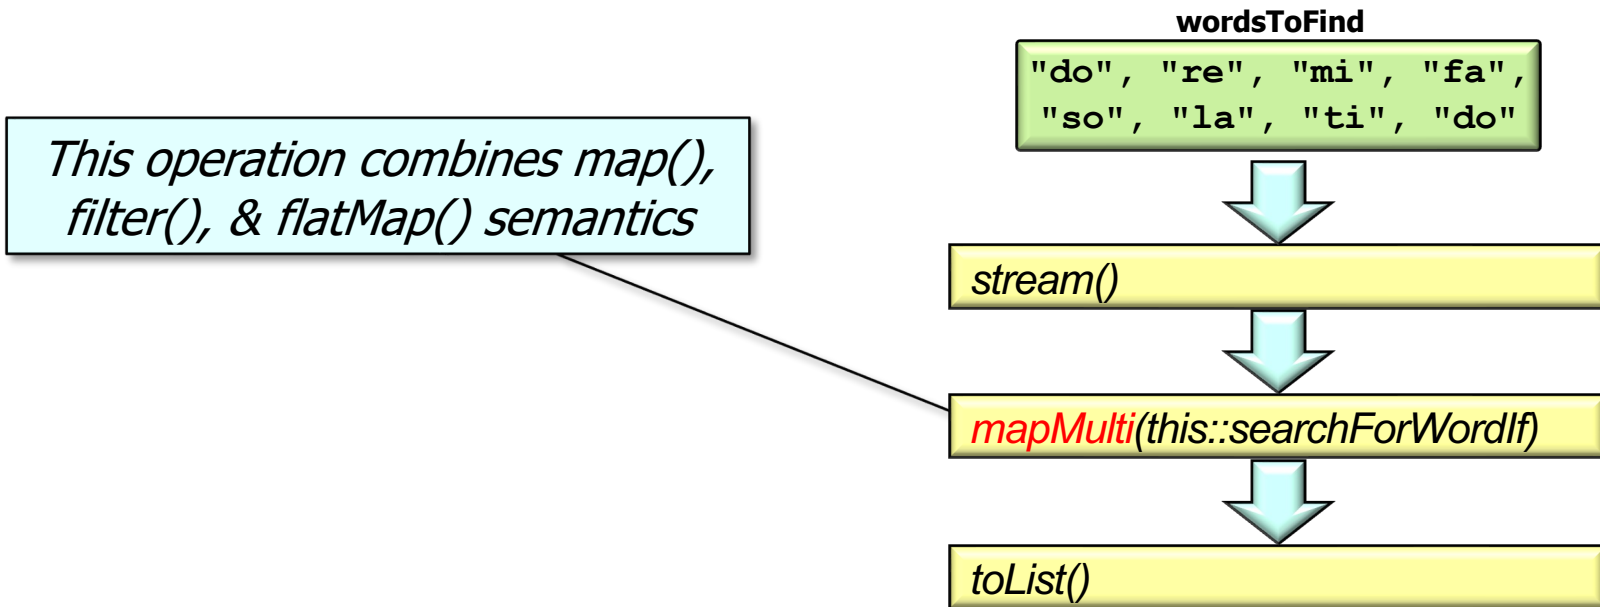 wordsToFind
"do", "re", "mi", "fa",
"so", "la", "ti", "do"
This operation combines map(),
filter(), & flatMap() semantics
stream()
mapMulti(this::searchForWordIf)
toList()